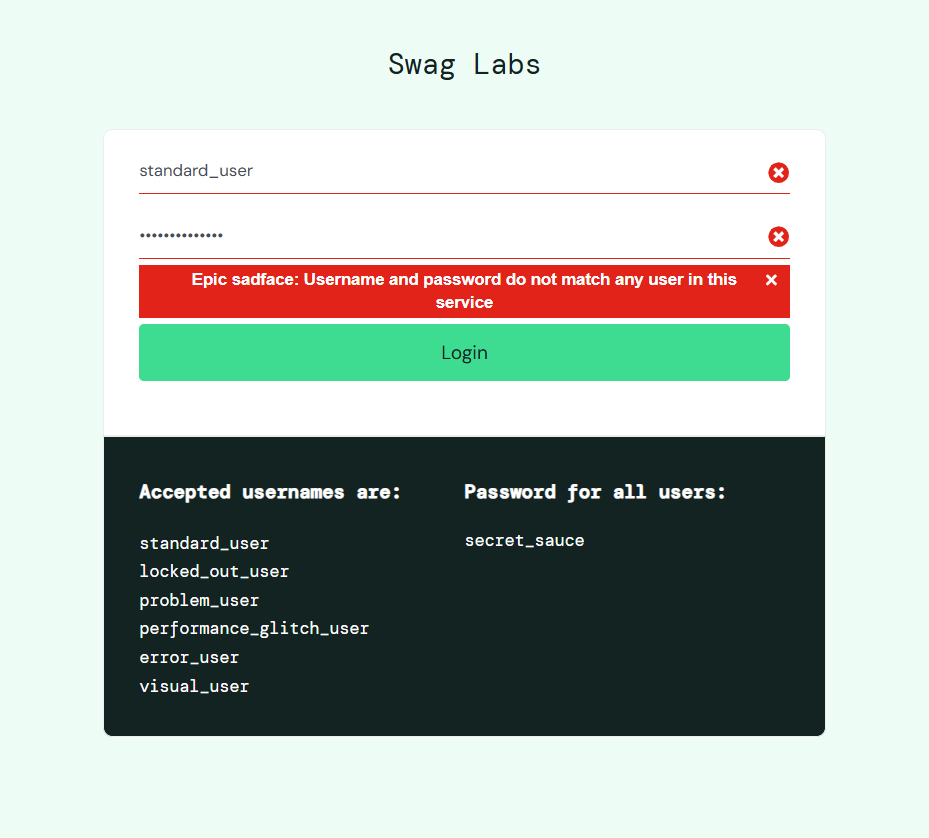 Swag Labs
standard_user
••••••••••••••
Epic sadface: Username and password do not match any user in this
service
Login
Accepted usernames are:
standard_user
locked_out_user
problem_user
performance_glitch_user
error_user
visual_user
Password for all users:
secret_sauce